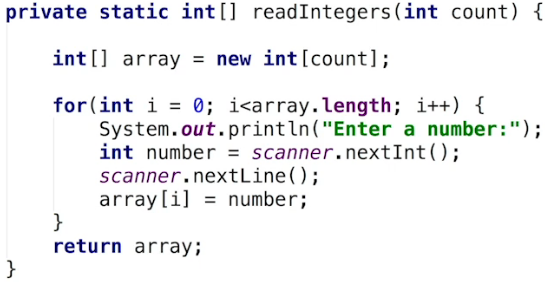 private static int[] readIntegers(int count) {
int[] array = new int[count];
for(int i = 0; i<array.length; i++) {
System.out.println("Enter a number:");
int number = scanner.nextInt();
scanner.nextLine();
array[i] = number;
}
return array;
}